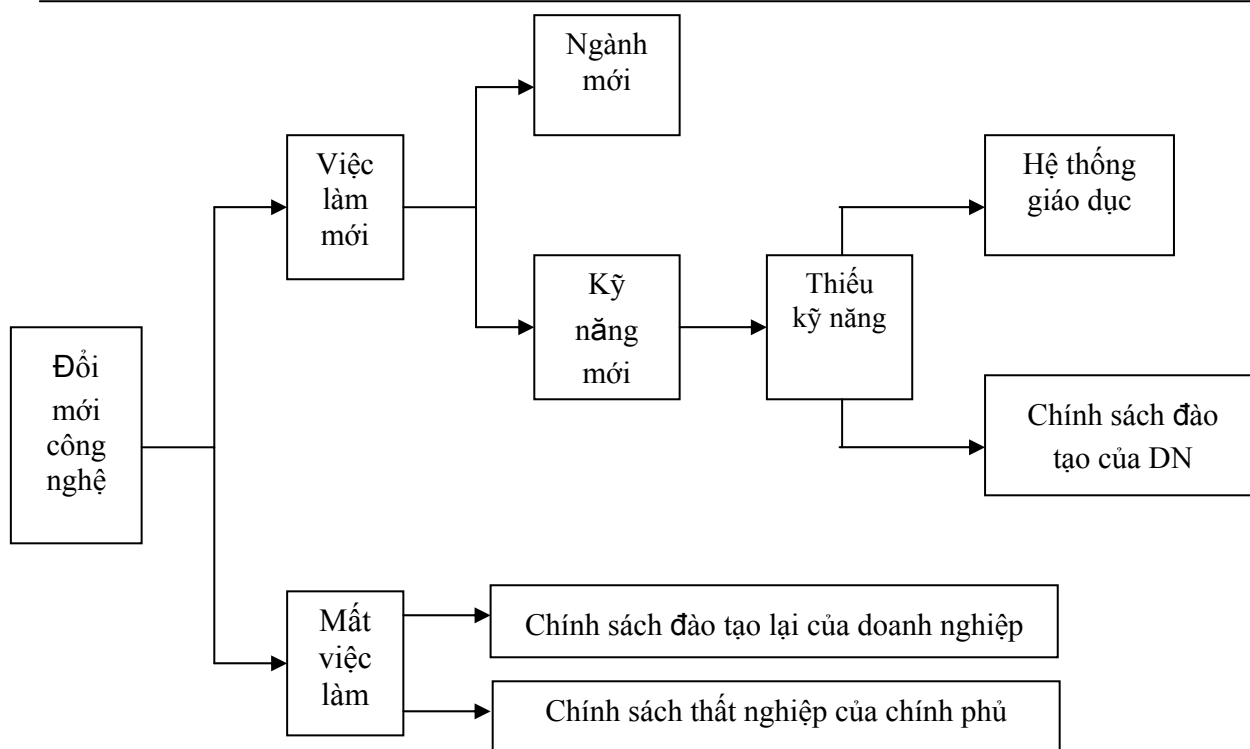 Ngành
mới
Việc
làm
mới
Hệ thống
giáo dục
Kỹ
năng
mới
Thiếu
kỹ năng
Đổi
mới
công
nghệ
Chính sách đào
tạo của DN
Mất
việc
làm
Chính sách đào tạo lại của doanh nghiệp
Chính sách thất nghiệp của chính phủ